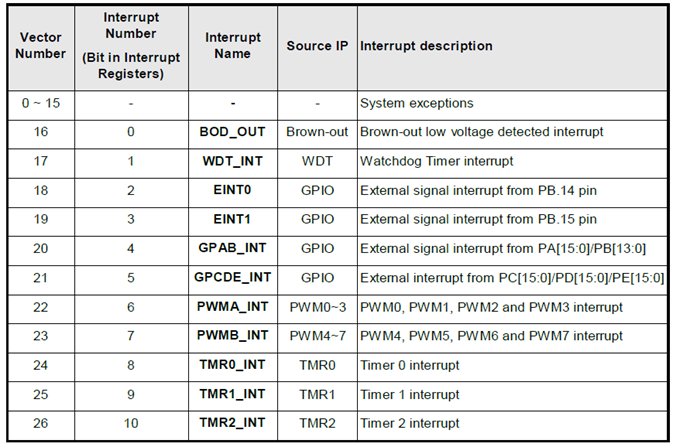 Vector Number Interrupt Number (Bit in Interrupt Registers) Interrupt Name Source IP Interrupt description
0 ~ 15 - - - System exceptions
16 0 BOD_OUT Brown-out Brown-out low voltage detected interrupt
17 1 WDT_INT WDT Watchdog Timer interrupt
18 2 EINT0 GPIO External signal interrupt from PB.14 pin
19 3 EINT1 GPIO External signal interrupt from PB.15 pin
20 4 GPAB_INT GPIO External signal interrupt from PA[15:0]/PB[13:0]
21 5 GPCDE_INT GPIO External interrupt from PC[15:0]/PD[15:0]/PE[15:0]
22 6 PWMA_INT PWM0~3 PWM0, PWM1, PWM2 and PWM3 interrupt
23 7 PWMB_INT PWM4~7 PWM4, PWM5, PWM6 and PWM7 interrupt
24 8 TMR0_INT TMR0 Timer 0 interrupt
25 9 TMR1_INT TMR1 Timer 1 interrupt
26 10 TMR2_INT TMR2 Timer 2 interrupt